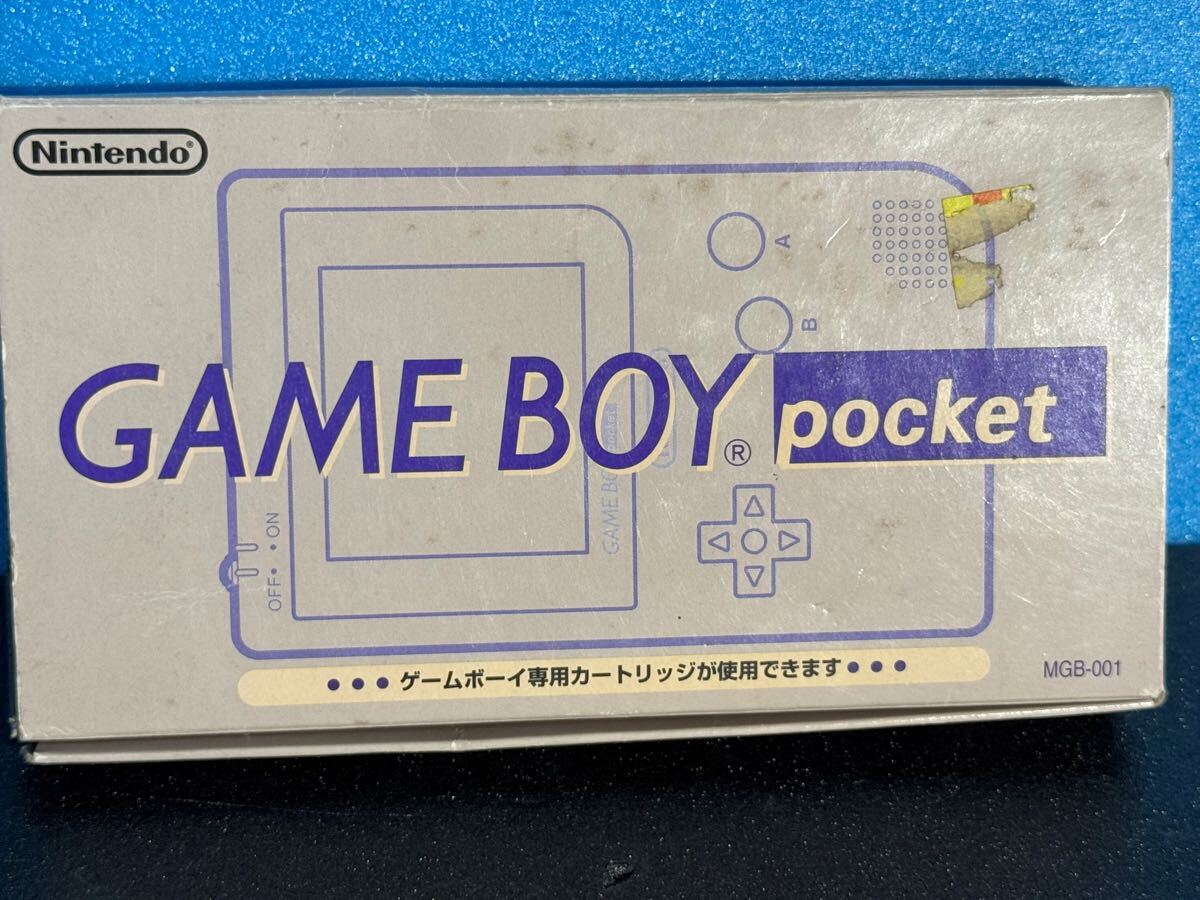 Nintendo®
A
B
GAME BOY® pocket
GAME BOY pocket
OFF• •ON
•••ゲームボーイ専用カートリッジが使用できます•••
MGB-001